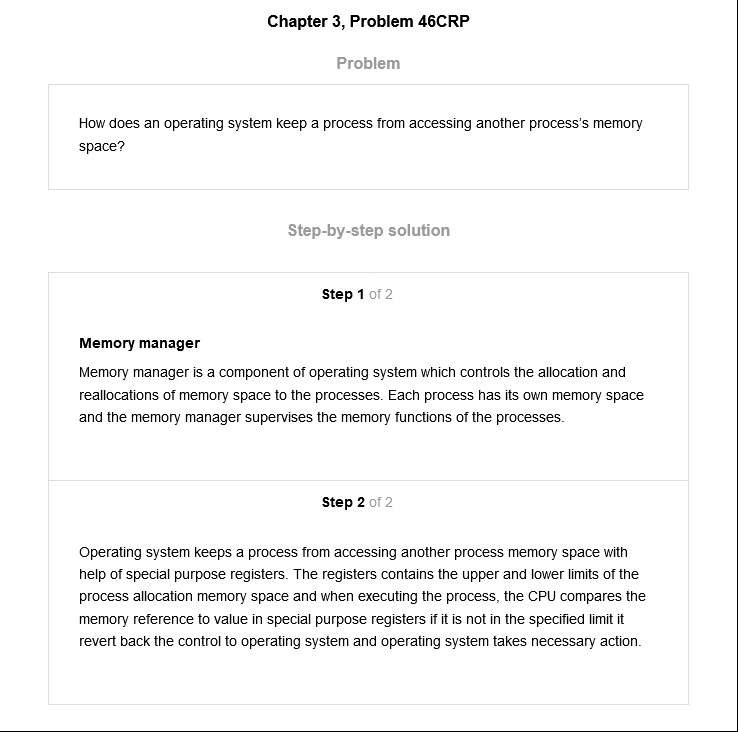 Chapter 3, Problem 46CRP
Problem
How does an operating system keep a process from accessing another process's memory
space?
Step-by-step solution
Step 1 of 2
Memory manager
Memory manager is a component of operating system which controls the allocation and
reallocations of memory space to the processes. Each process has its own memory space
and the memory manager supervises the memory functions of the processes.
Step 2 of 2
Operating system keeps a process from accessing another process memory space with
help of special purpose registers. The registers contains the upper and lower limits of the
process allocation memory space and when executing the process, the CPU compares the
memory reference to value in special purpose registers if it is not in the specified limit it
revert back the control to operating system and operating system takes necessary action.